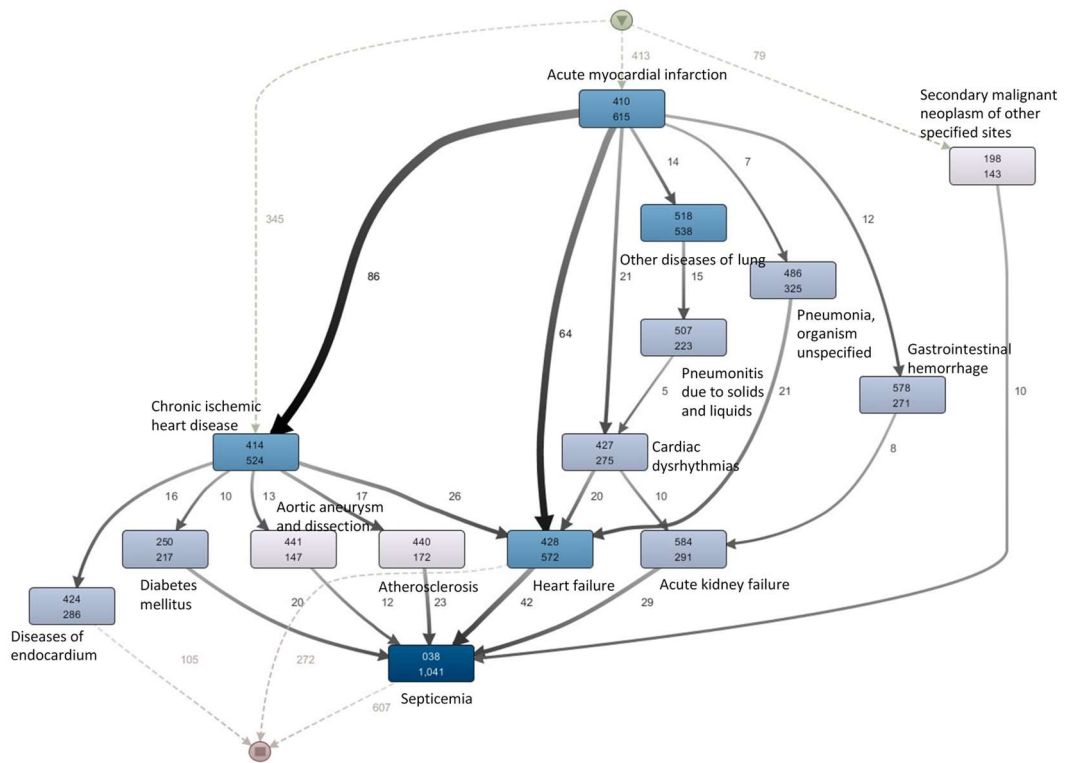 413
79
Acute myocardial infarction
410
615
Secondary malignant
neoplasm of other
specified sites
198
143
14
7
12
345
518
538
86
Other diseases of lung
21
15
486
325
64
Pneumonia,
organism
unspecified
507
223
Gastrointestinal
hemorrhage
578
271
Pneumonitis
due to solids
and liquids
5
21
10
Chronic ischemic
heart disease
414
524
427
275
Cardiac
dysrhythmias
8
16
10
13
17
26
20
10
Aortic aneurysm
and dissection
250
217
441
147
440
172
428
572
584
291
Diabetes
mellitus
Atherosclerosis
Heart failure
Acute kidney failure
424
286
20
12
23
42
29
Diseases of
endocardium
105
272
038
1,041
Septicemia
607